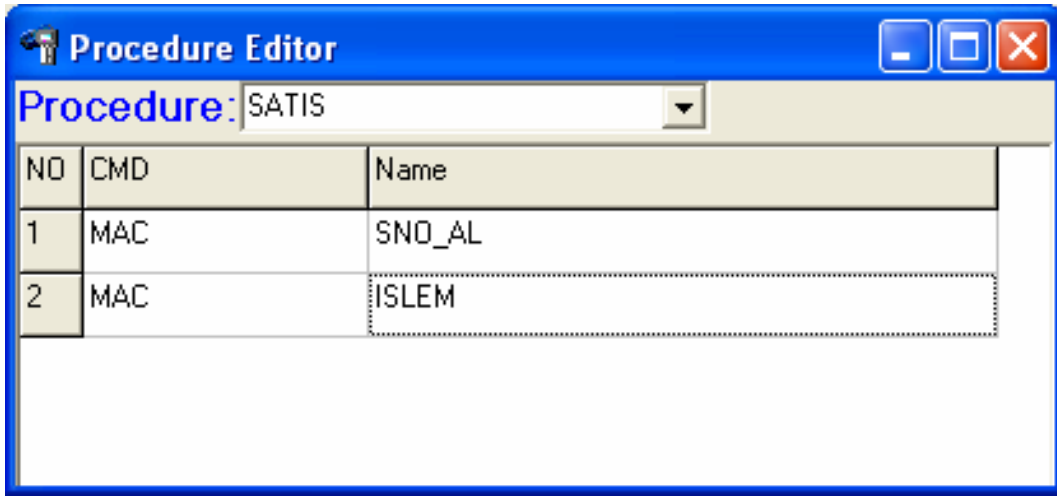 Procedure Editor
Procedure: SATIS
NO CMD Name
1 MAC SNO_AL
2 MAC ISLEM